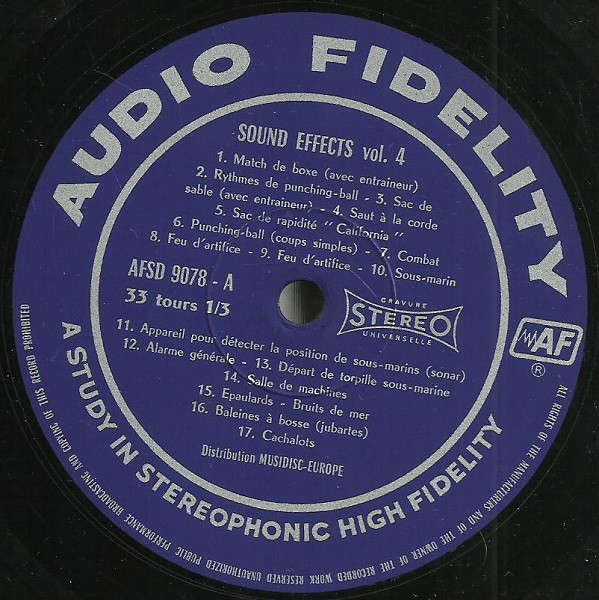 AUDIO FIDELITY
SOUND EFFECTS vol. 4
1. Match de boxe (avec entraineur)
2. Rythmes de punching-ball - 3. Sac de
sable (avec entraineur) - 4. Saut à la corde
5. Sac de rapidité " California "
6. Punching-ball (coups simples) - 7. Combat
8. Feu d'artifice - 9. Feu d'artifice - 10. Sous-marin
AFSD 9078 - A
33 tours 1/3
GRAVURE
STEREO
UNIVERSELLE
AF
®
11. Appareil pour détecter la position de sous-marins (sonar)
12. Alarme générale - 13. Départ de torpille sous-marine
14. Salle de machines
15. Epaulards - Bruits de mer
16. Baleines à bosse (jubartes)
17. Cachalots
Distribution MUSIDISC-EUROPE
A STUDY IN STEREOPHONIC HIGH FIDELITY
ALL RIGHTS OF THE MANUFACTURERS AND OF THE OWNER OF THE RECORDED WORK RESERVED UNAUTHORIZED PUBLIC PERFORMANCE BROADCASTING AND COPYING OF THIS RECORD PROHIBITED